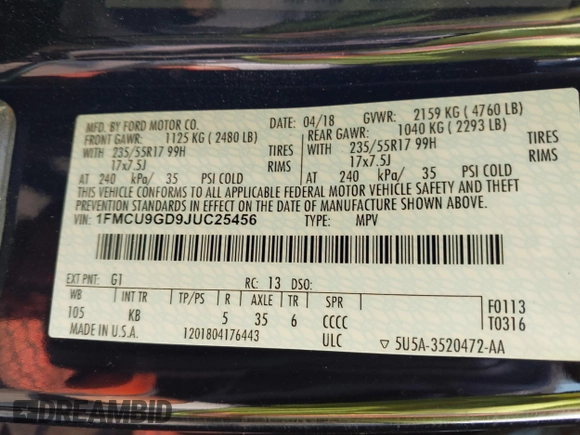 MFD. BY FORD MOTOR CO.
DATE: 04/18 GVWR: 2159 KG ( 4760 LB)
FRONT GAWR: 1125 KG ( 2480 LB)
REAR GAWR: 1040 KG ( 2293 LB)
WITH 235/55R17 99H TIRES
WITH 235/55R17 99H TIRES
17x7.5J RIMS
17x7.5J RIMS
AT 240 kPa/ 35 PSI COLD
AT 240 kPa/ 35 PSI COLD
THIS VEHICLE CONFORMS TO ALL APPLICABLE FEDERAL MOTOR VEHICLE SAFETY AND THEFT
PREVENTION STANDARDS IN EFFECT ON THE DATE OF MANUFACTURE SHOWN ABOVE.
VIN: 1FMCU9GD9JUC25456 TYPE: MPV
EXT PNT: G1 RC: 13 DSO:
WB INT TR TP/PS R AXLE TR SPR
105 KB 5 35 6 CCCC
F0113
T0316
MADE IN U.S.A. 1201804176443 ULC ▽ 5U5A-3520472-AA
DREAMBID